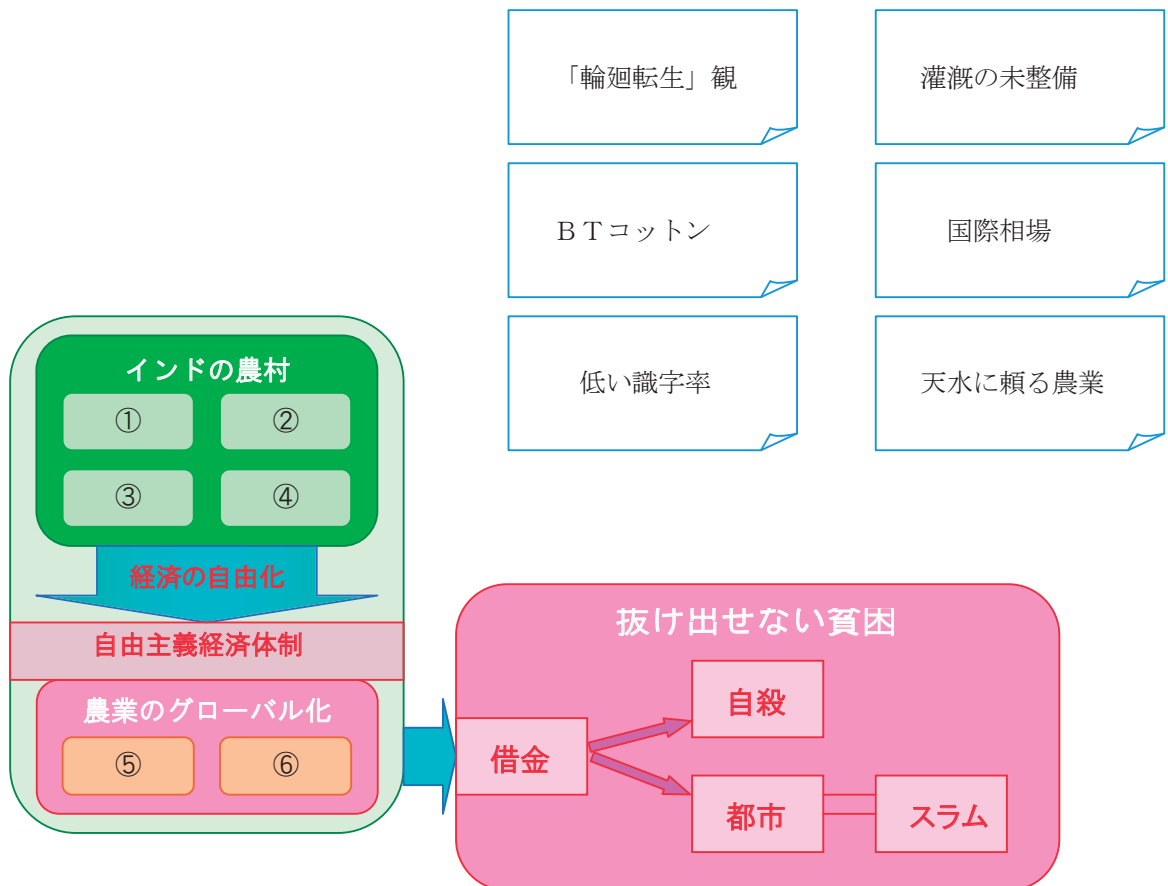 「輪廻転生」観
灌漑の未整備
ＢＴコットン
国際相場
低い識字率
天水に頼る農業
インドの農村
①
②
③
④
経済の自由化
自由主義経済体制
農業のグローバル化
⑤
⑥
抜け出せない貧困
借金
自殺
都市
スラム